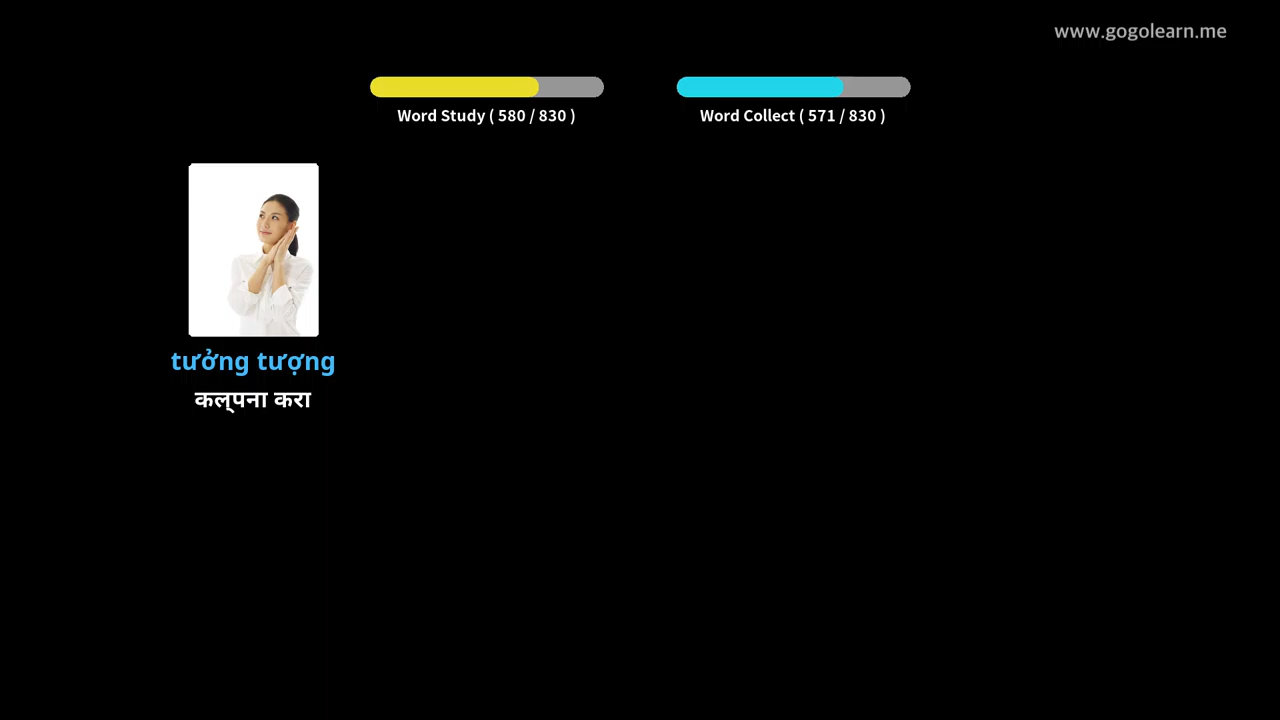 www.gogolearn.me
Word Study ( 580 / 830 )
Word Collect ( 571 / 830 )
tưởng tượng
कल्पना करा